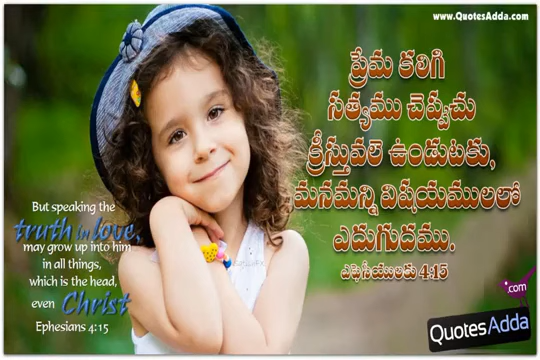 www.QuotesAdda.com
ప్రేమ కలిగి
సత్యము చెప్పుచు
క్రీస్తువలె ఉండుటకు,
మనమన్ని విషయములలో
ఎదుగుదము.
ఎఫెసీయులకు 4:15
But speaking the
truth in love,
may grow up into him
in all things,
which is the head,
even Christ
Ephesians 4:15
.com
QuotesAdda